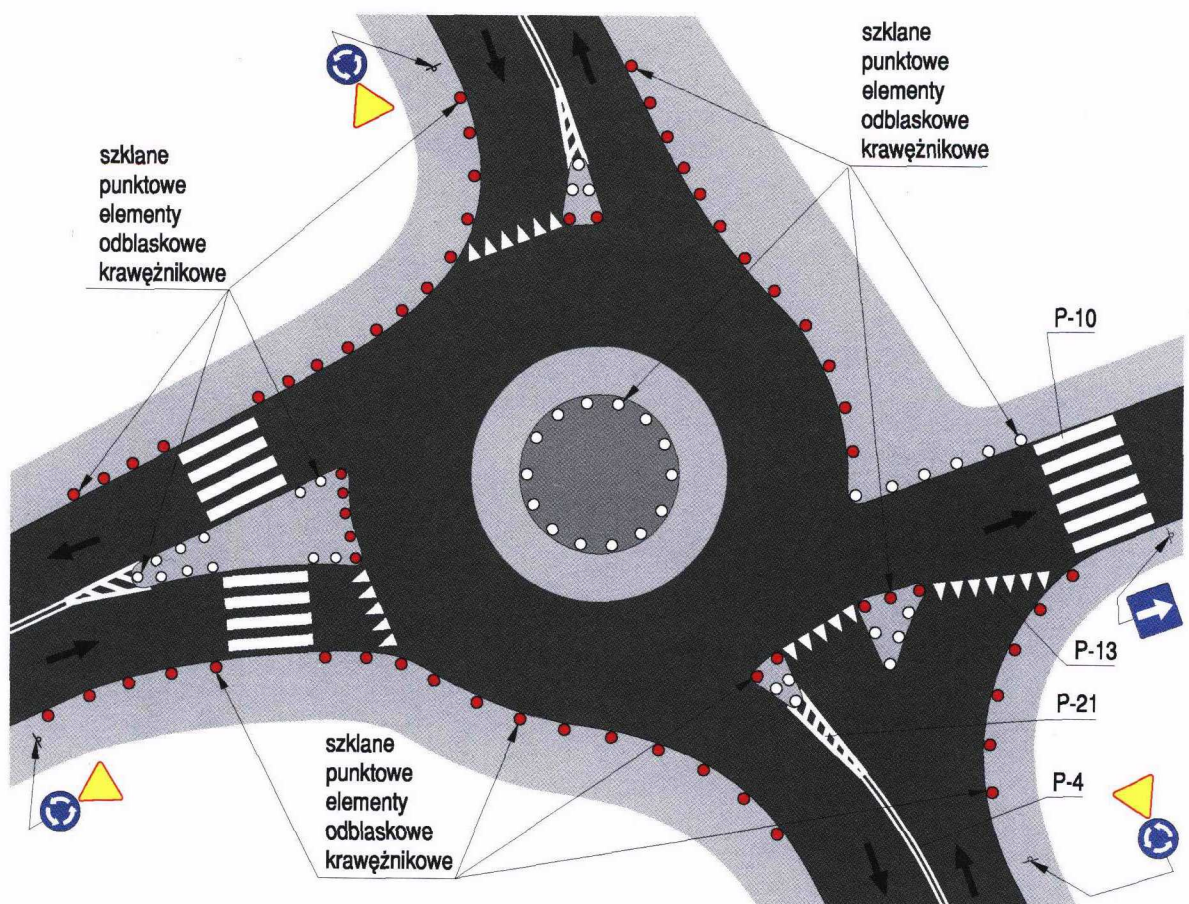 szklane
punktowe
elementy
odblaskowe
krawężnikowe
szklane
punktowe
elementy
odblaskowe
krawężnikowe
P-10
P-13
P-21
P-4
szklane
punktowe
elementy
odblaskowe
krawężnikowe